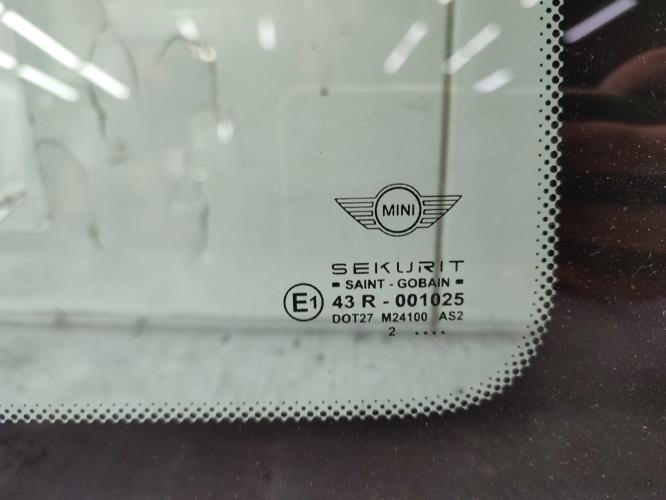 MINI
SEKURIT
SAINT - GOBAIN
E1
43 R - 001025
DOT27 M24100 AS2
2 ....